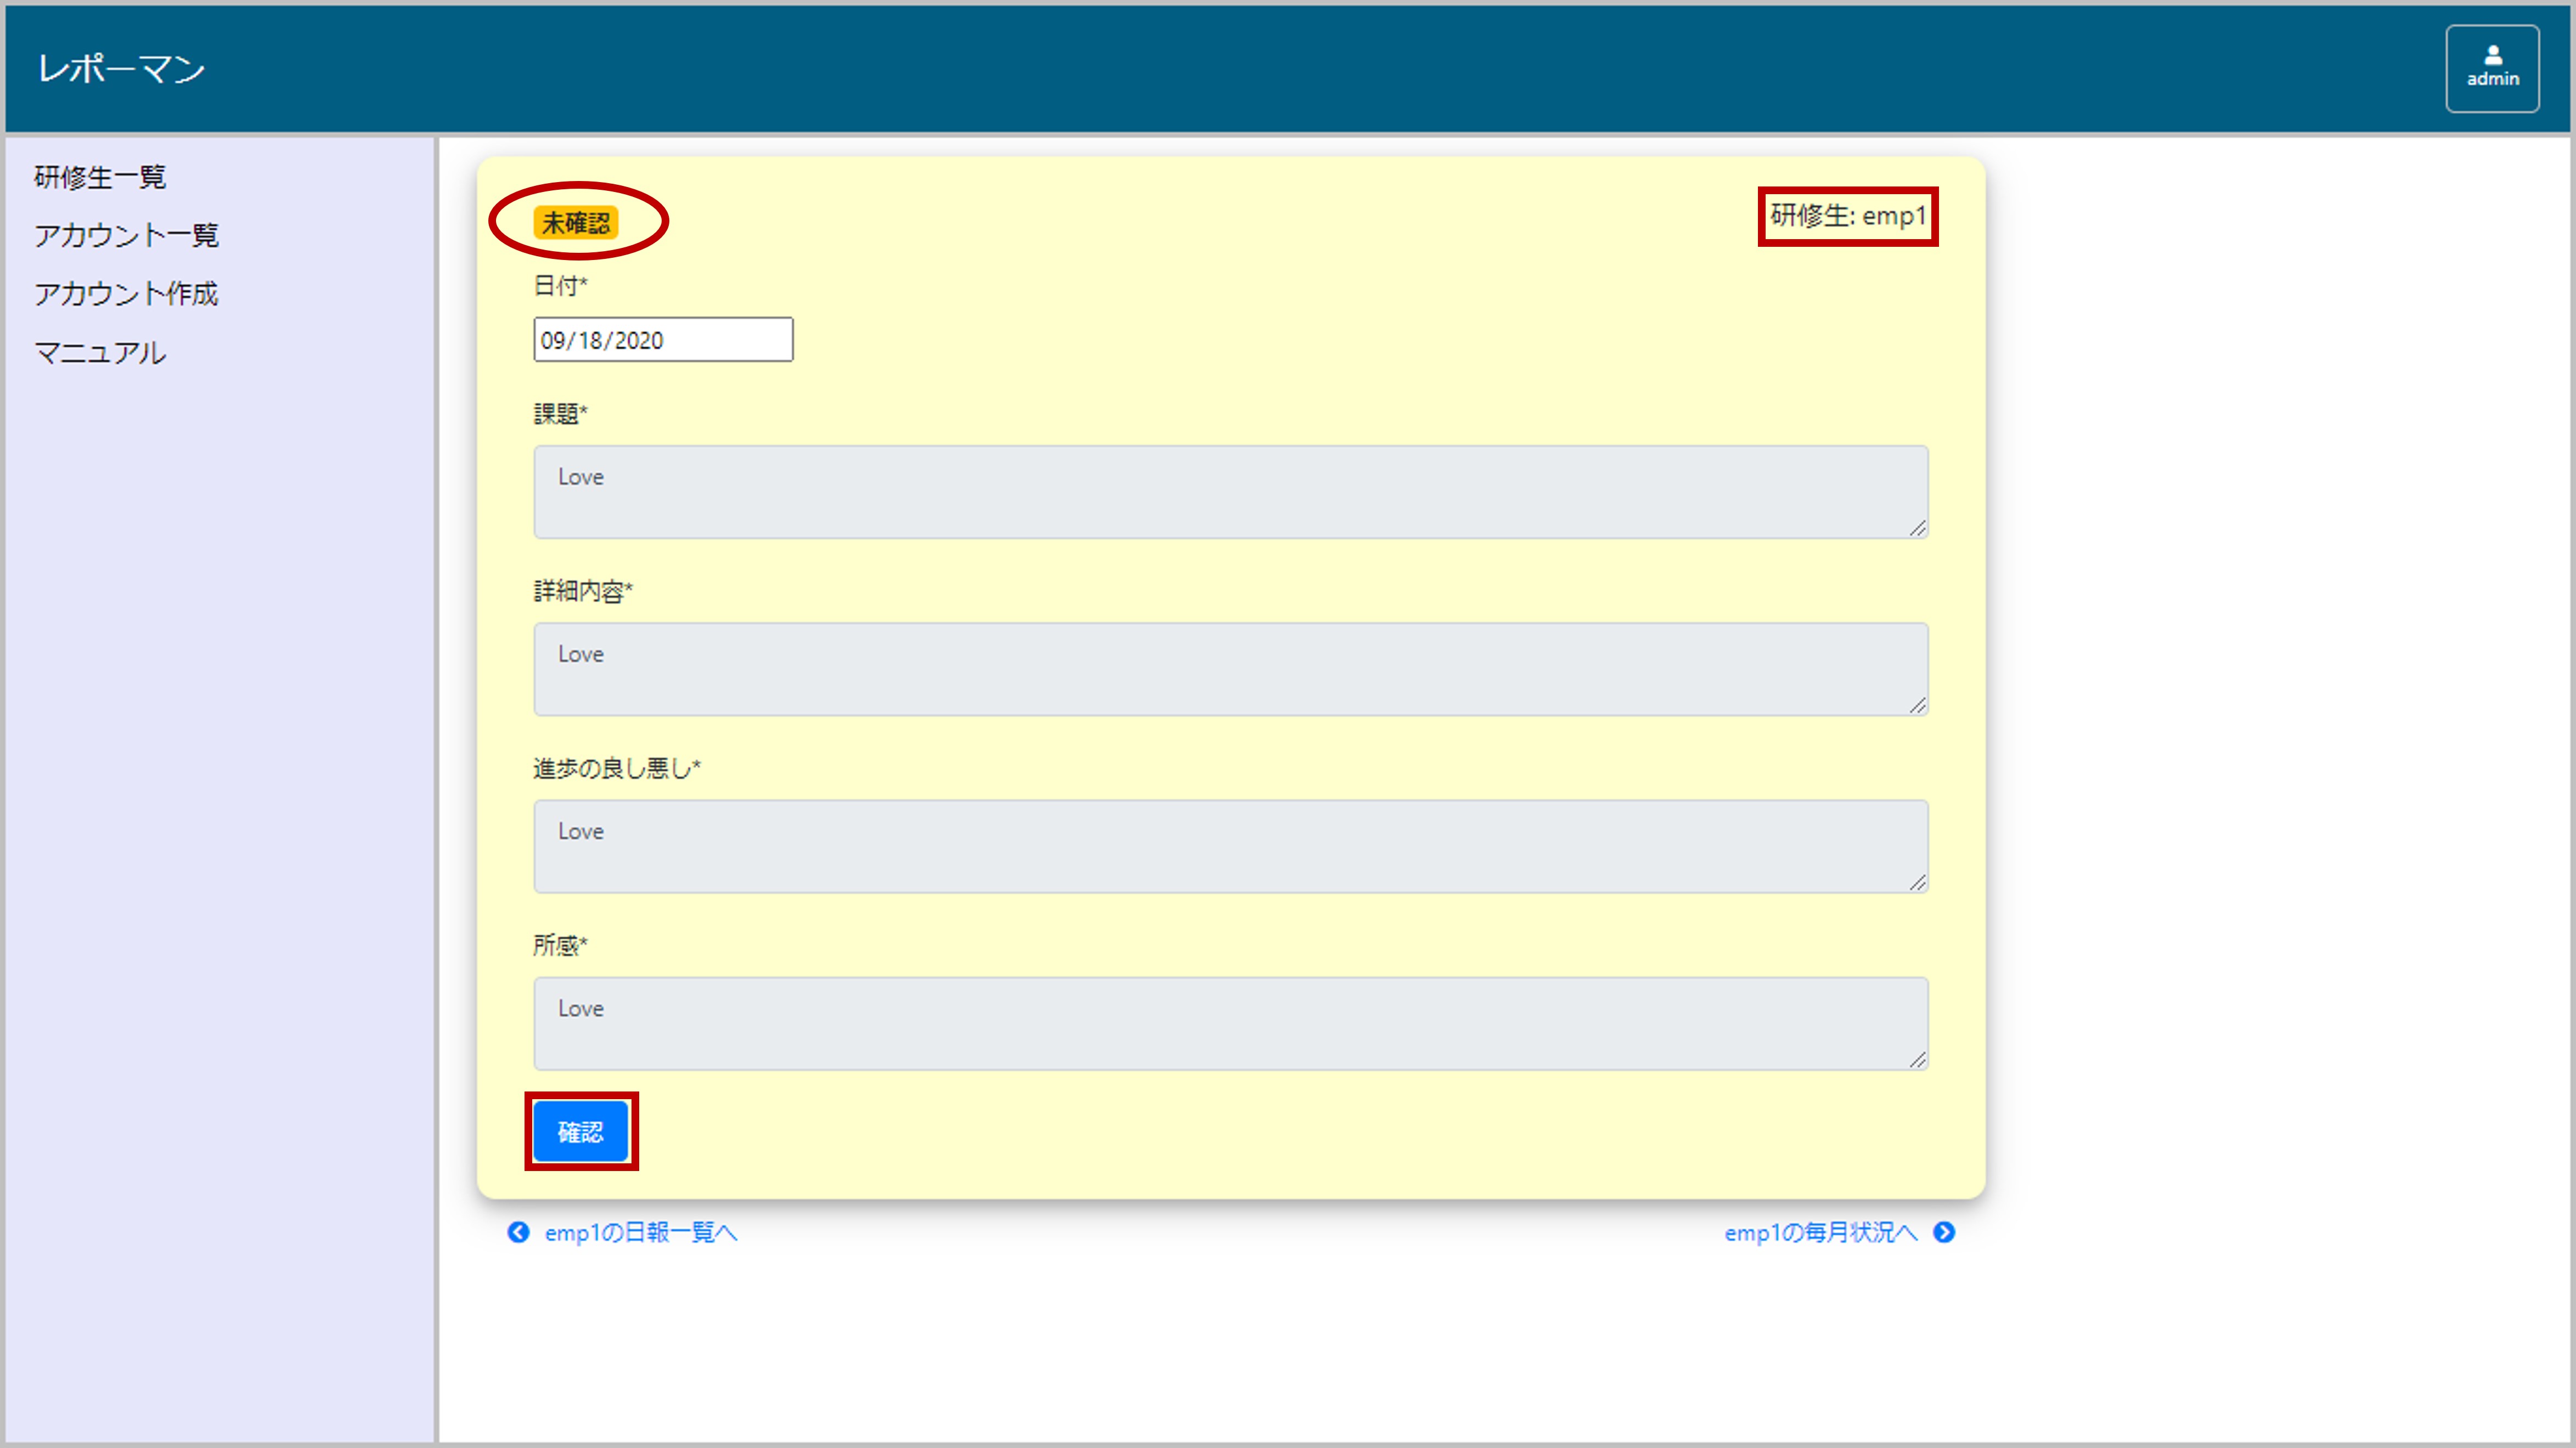 レポーマン
admin
研修生一覧
アカウント一覧
アカウント作成
マニュアル
未確認
研修生: emp1
日付*
09/18/2020
課題*
Love
詳細内容*
Love
進歩の良し悪し*
Love
所感*
Love
確認
emp1の日報一覧へ
emp1の毎月状況へ